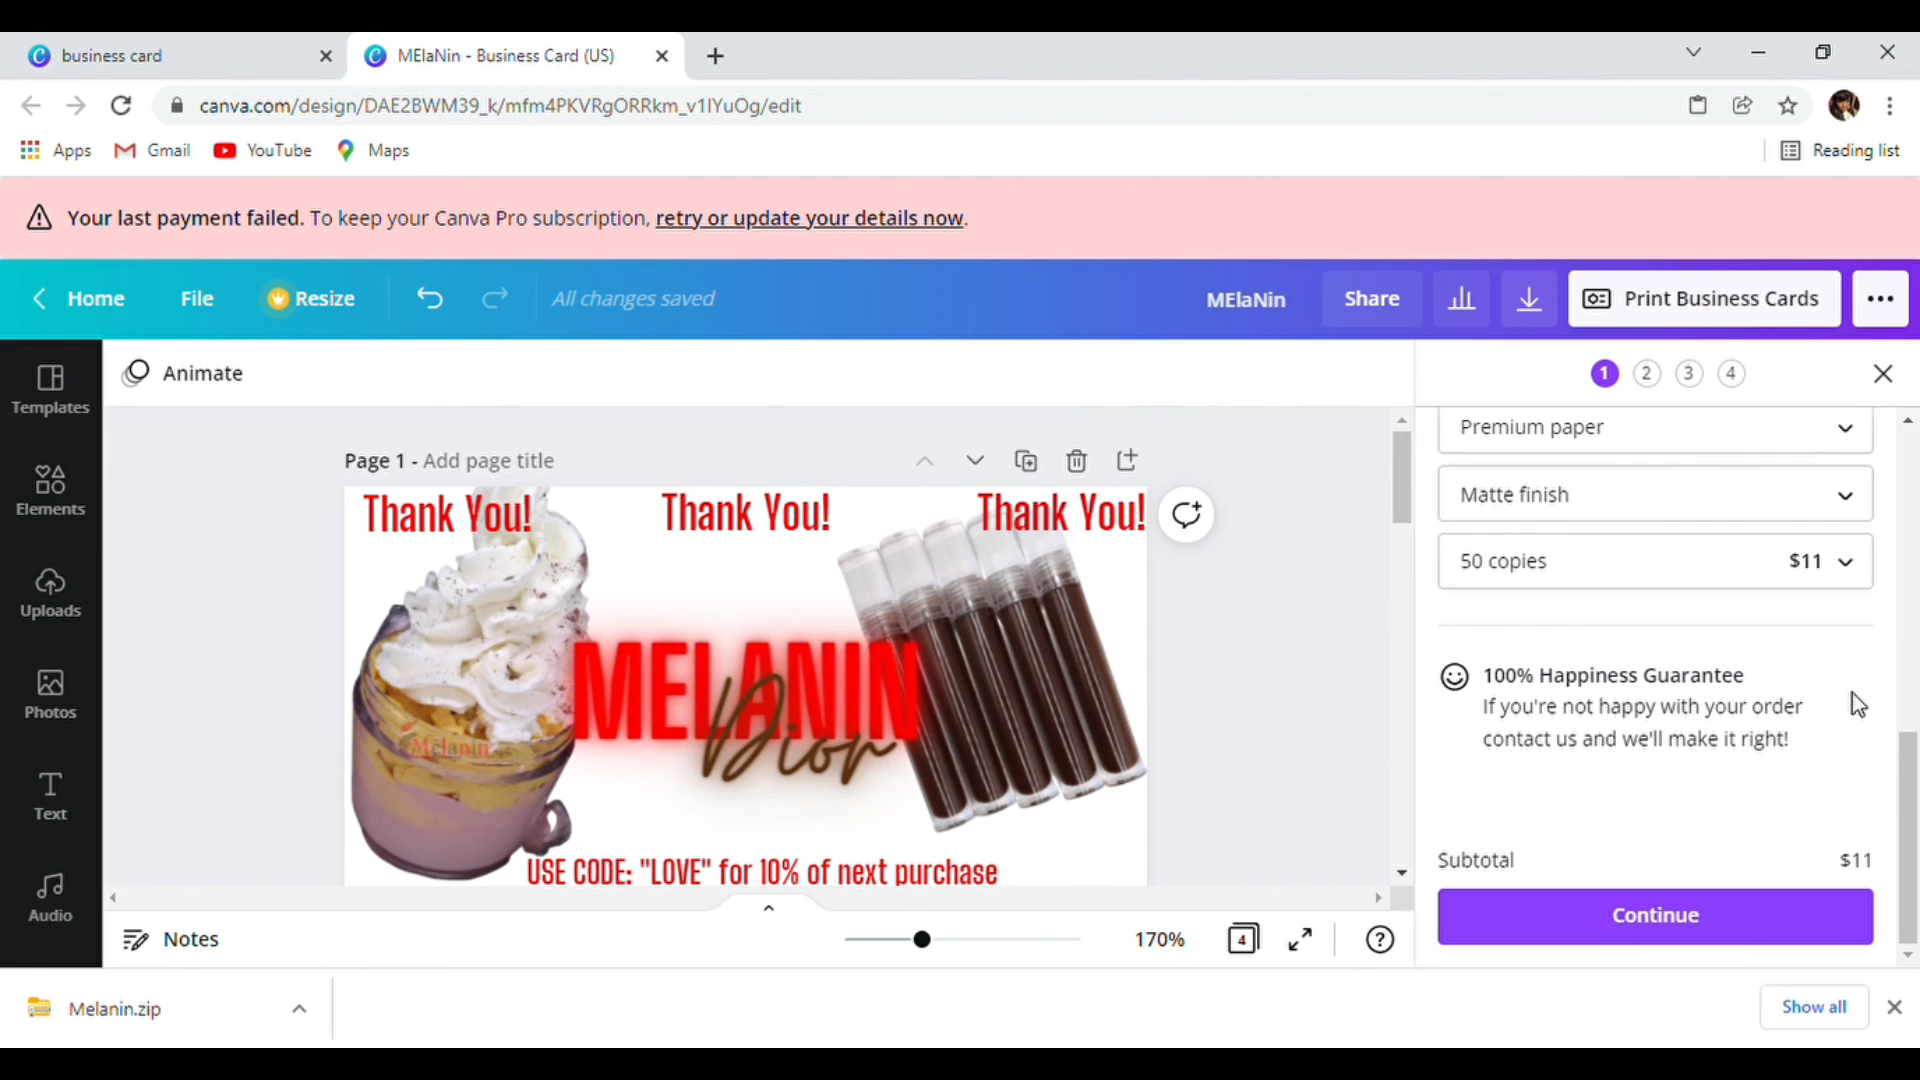 business card
MElaNin - Business Card (US)
canva.com/design/DAE2BWM39_k/mfm4PKVRgORRkm_v1IYuOg/edit
Apps
Gmail
YouTube
Maps
Reading list
Your last payment failed. To keep your Canva Pro subscription, retry or update your details now.
Home
File
Resize
All changes saved
MElaNin
Share
Print Business Cards
Templates
Elements
Uploads
Photos
Text
Audio
Animate
1 2 3 4
Page 1 - Add page title
Thank You!
Thank You!
Thank You!
MELANIN
Dior
Melanin
USE CODE: "LOVE" for 10% of next purchase
Premium paper
Matte finish
50 copies $11
100% Happiness Guarantee
If you're not happy with your order
contact us and we'll make it right!
Subtotal $11
Continue
Notes
170%
4
?
Melanin.zip
Show all